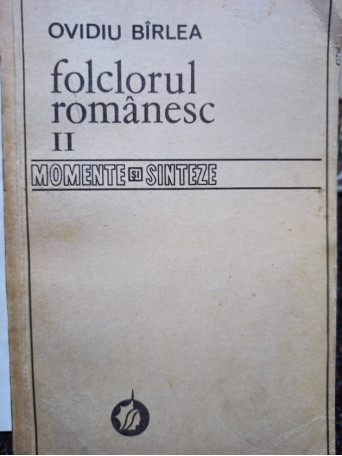 OVIDIU BÎRLEA
folclorul
românesc
II
MOMENTE ȘI SINTEZE